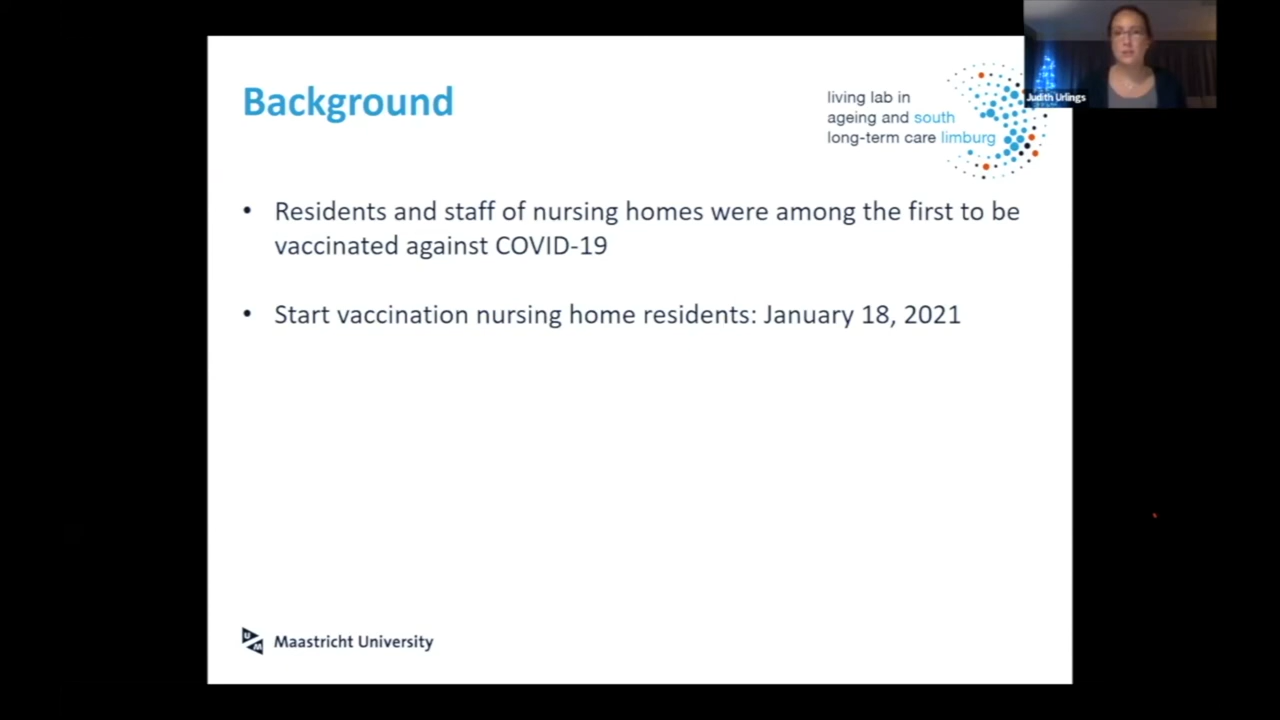 Background
living lab in
ageing and south
long-term care limburg
Judith Urlings
• Residents and staff of nursing homes were among the first to be
vaccinated against COVID-19
• Start vaccination nursing home residents: January 18, 2021
UM
Maastricht University